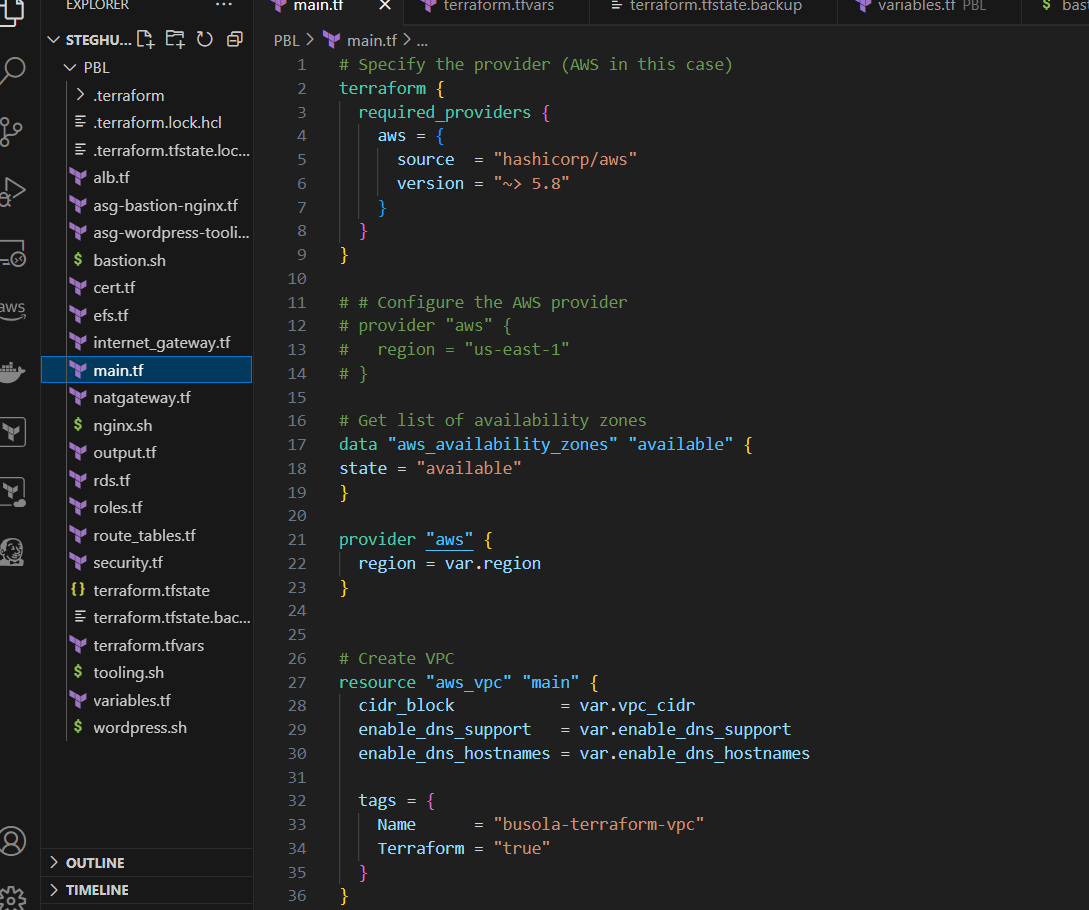 EXPLORER
...
main.tf
terraform.tfvars
terraform.tfstate.backup
variables.tf PBL
$ bast
STEGHU...
PBL
.terraform
.terraform.lock.hcl
.terraform.tfstate.loc...
alb.tf
asg-bastion-nginx.tf
asg-wordpress-tooli...
$ bastion.sh
cert.tf
efs.tf
internet_gateway.tf
main.tf
natgateway.tf
$ nginx.sh
output.tf
rds.tf
roles.tf
route_tables.tf
security.tf
{} terraform.tfstate
terraform.tfstate.bac...
terraform.tfvars
$ tooling.sh
variables.tf
$ wordpress.sh
OUTLINE
TIMELINE
aws
PBL > main.tf > ...
1 # Specify the provider (AWS in this case)
2 terraform {
3   required_providers {
4     aws = {
5       source  = "hashicorp/aws"
6       version = "~> 5.8"
7     }
8   }
9 }
10
11 # # Configure the AWS provider
12 # provider "aws" {
13 #   region = "us-east-1"
14 # }
15
16 # Get list of availability zones
17 data "aws_availability_zones" "available" {
18 state = "available"
19 }
20
21 provider "aws" {
22   region = var.region
23 }
24
25
26 # Create VPC
27 resource "aws_vpc" "main" {
28   cidr_block           = var.vpc_cidr
29   enable_dns_support   = var.enable_dns_support
30   enable_dns_hostnames = var.enable_dns_hostnames
31
32   tags = {
33     Name      = "busola-terraform-vpc"
34     Terraform = "true"
35   }
36 }